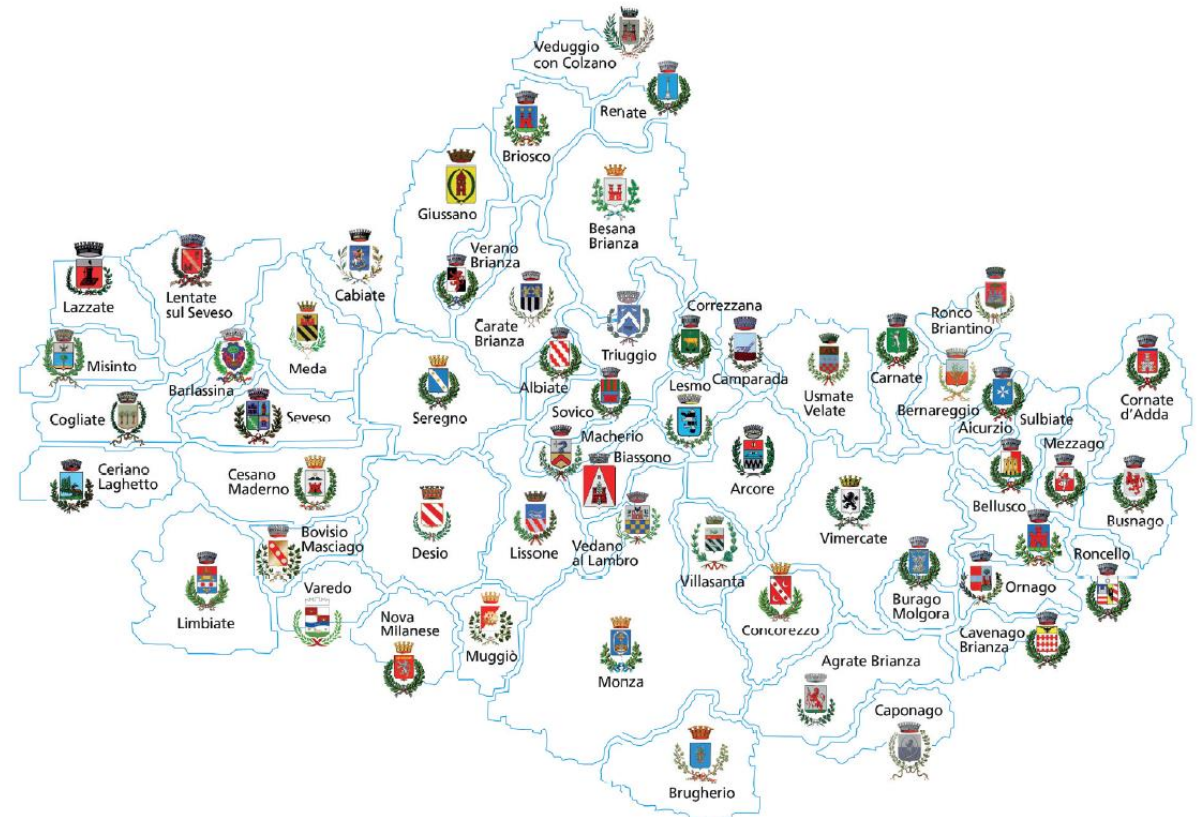 Veduggio
con Colzano
Renate
Briosco
Giussano
Besana
Brianza
Verano
Brianza
Lazzate
Lentate
sul Seveso
Cabiate
Carate
Brianza
Triuggio
Correzzana
Ronco
Briantino
Misinto
Barlassina
Meda
Seregno
Albiate
Lesmo
Camparada
Usmate
Velate
Carnate
Bernareggio
Aicurzio
Sulbiate
Cornate
d'Adda
Cogliate
Seveso
Sovico
Macherio
Biassono
Mezzago
Ceriano
Laghetto
Cesano
Maderno
Arcore
Bellusco
Busnago
Bovisio
Masciago
Desio
Lissone
Vedano
al Lambro
Vimercate
Roncello
Limbiate
Varedo
Nova
Milanese
Muggiò
Villasanta
Concorezzo
Burago
Molgora
Ornago
Cavenago
Brianza
Monza
Agrate Brianza
Caponago
Brugherio